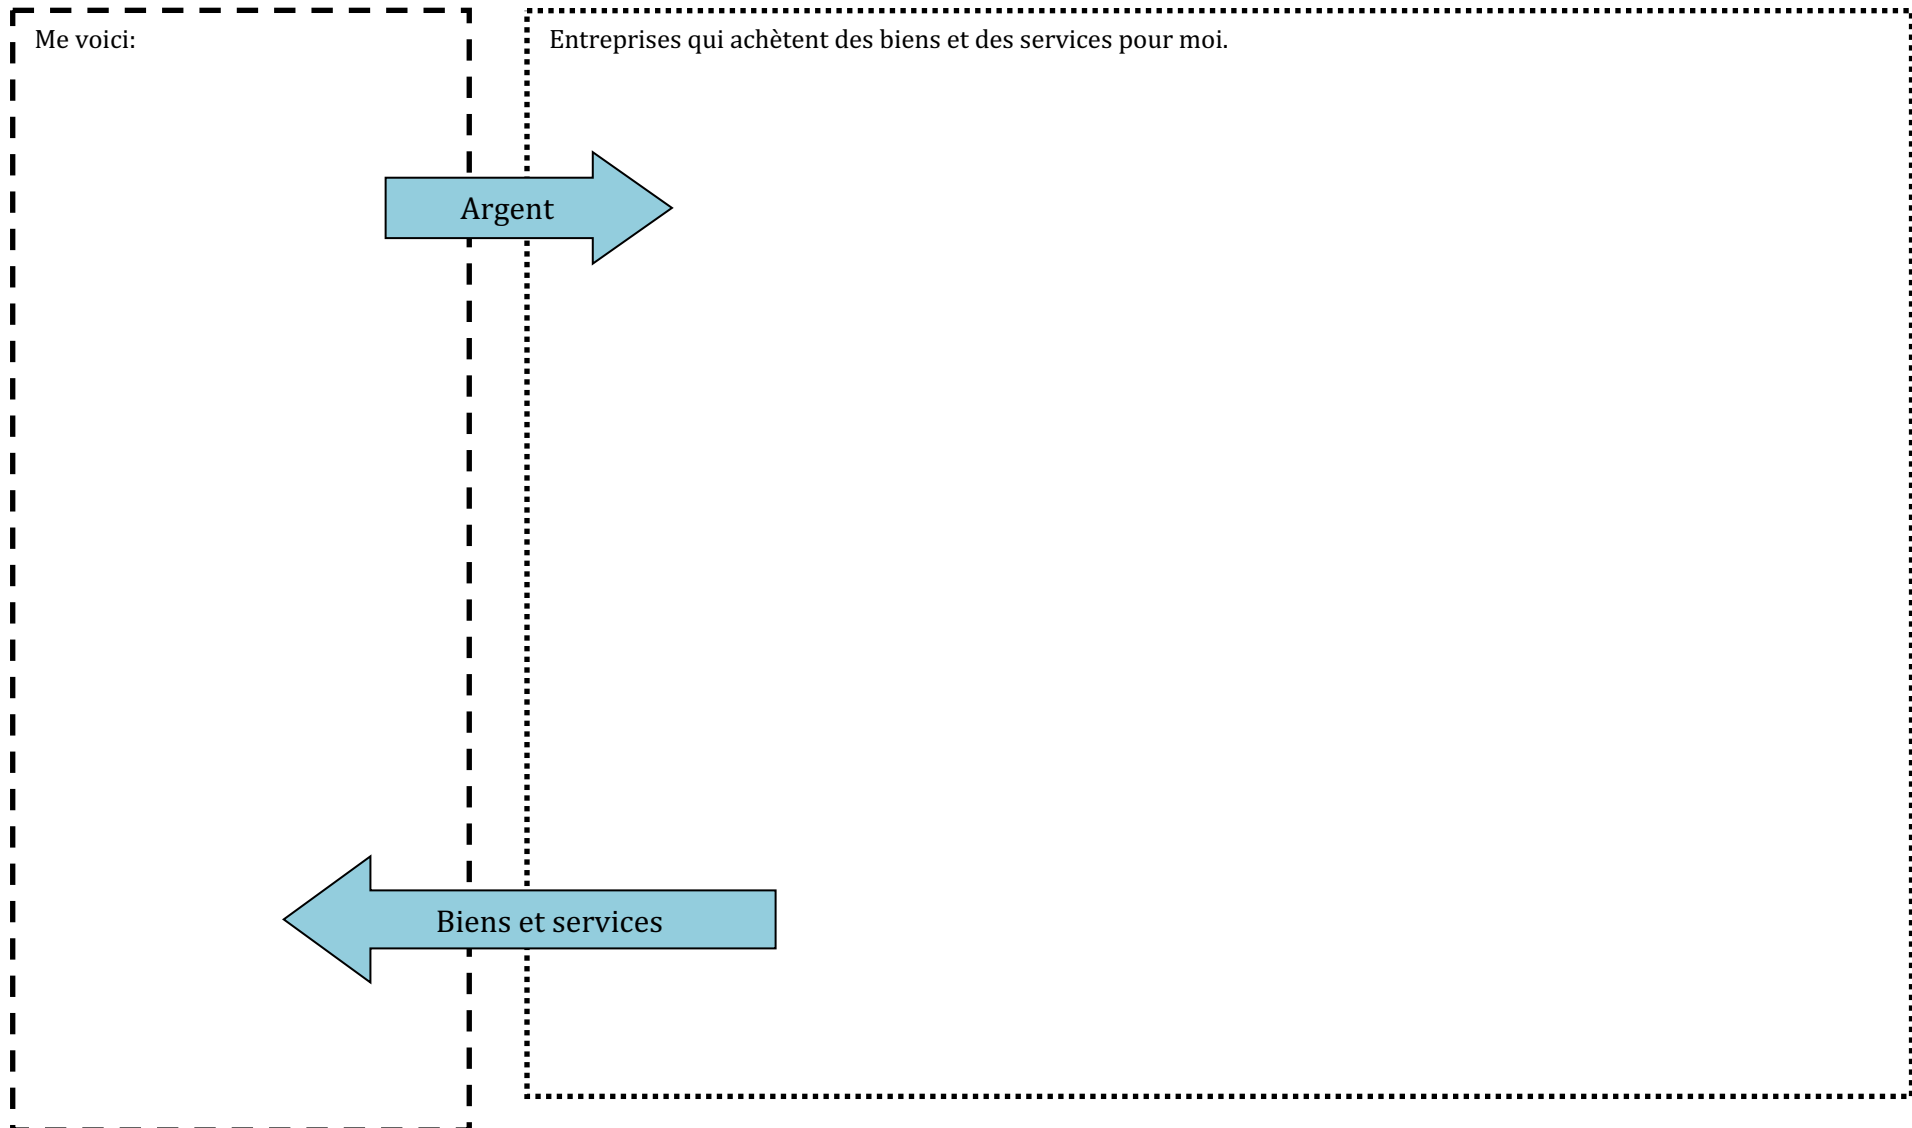 Me voici:
Entreprises qui achètent des biens et des services pour moi.
Argent
Biens et services